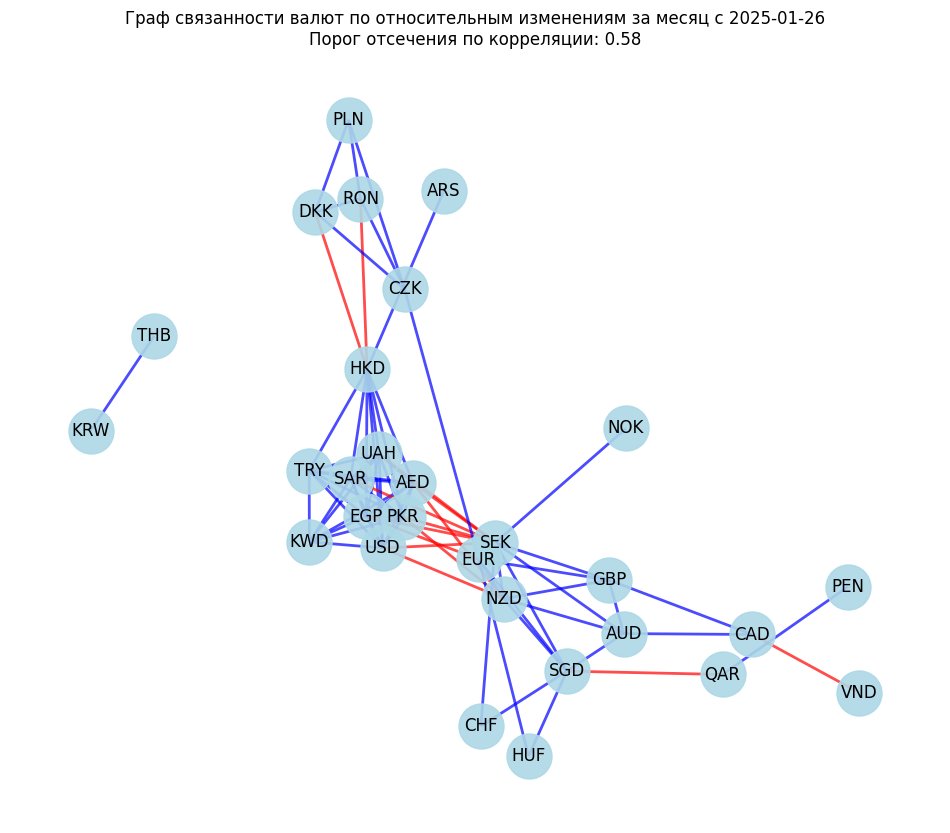 Граф связанности валют по относительным изменениям за месяц с 2025-01-26
Порог отсечения по корреляции: 0.58
PLN
ARS
RON
DKK
CZK
THB
HKD
NOK
KRW
UAH
TRY
SAR
AED
EGP
PKR
KWD
USD
SEK
EUR
GBP
PEN
NZD
AUD
CAD
SGD
QAR
VND
CHF
HUF